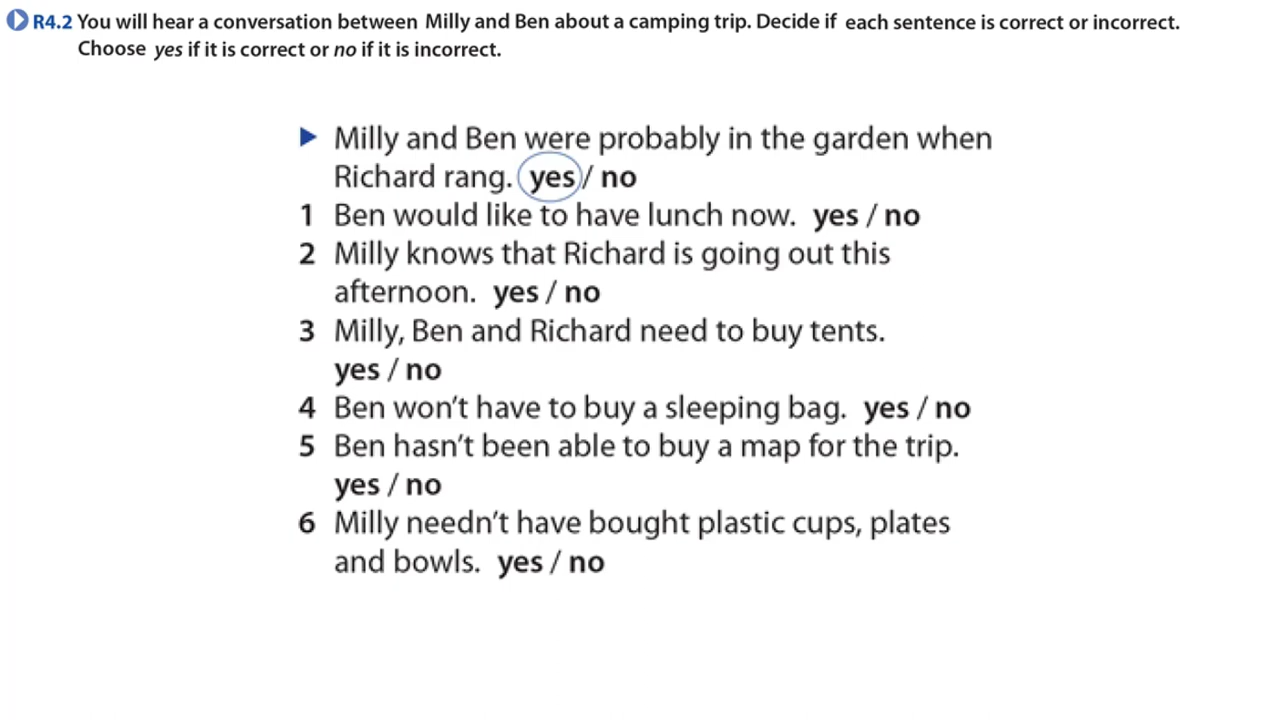 R4.2 You will hear a conversation between Milly and Ben about a camping trip. Decide if each sentence is correct or incorrect.
Choose yes if it is correct or no if it is incorrect.
Milly and Ben were probably in the garden when
Richard rang. yes / no
1 Ben would like to have lunch now. yes / no
2 Milly knows that Richard is going out this
afternoon. yes / no
3 Milly, Ben and Richard need to buy tents.
yes / no
4 Ben won't have to buy a sleeping bag. yes / no
5 Ben hasn't been able to buy a map for the trip.
yes / no
6 Milly needn't have bought plastic cups, plates
and bowls. yes / no